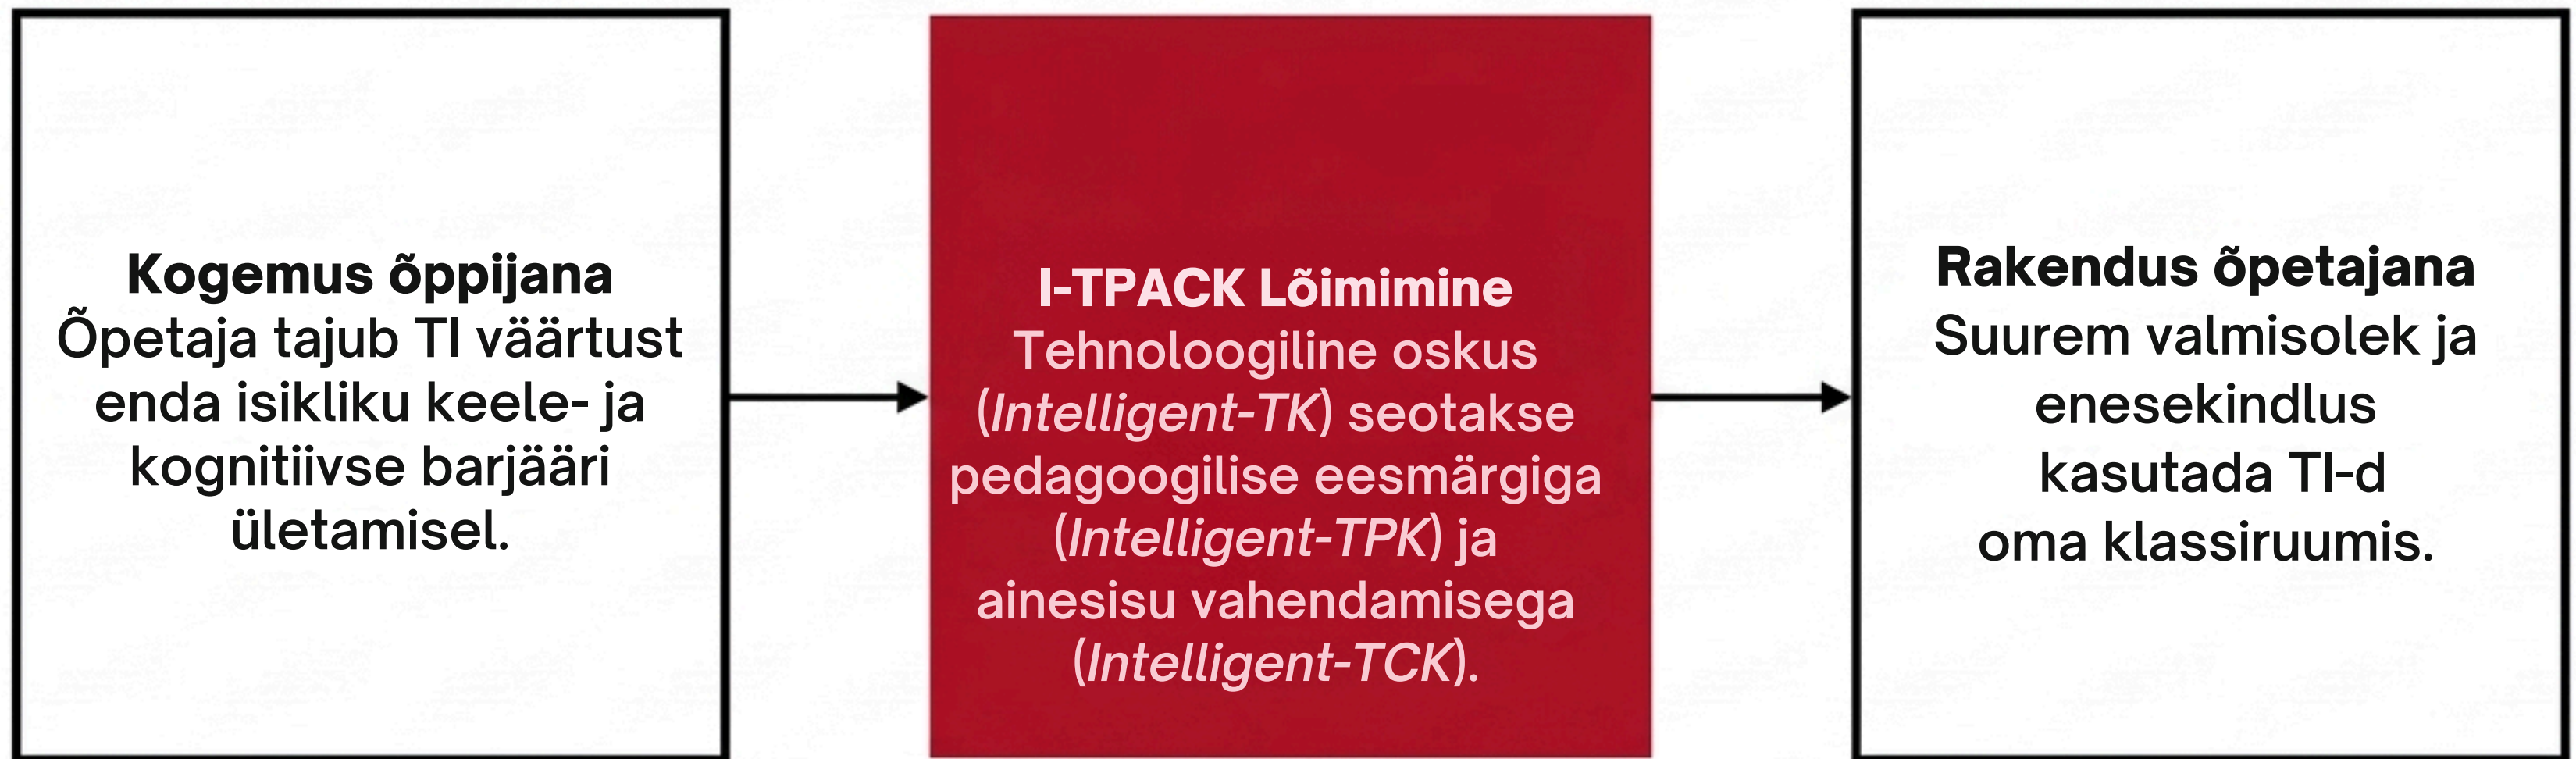 Kogemus õppijana
Õpetaja tajub TI väärtust
enda isikliku keele- ja
kognitiivse barjääri
ületamisel.
I-TPACK Lõimimine
Tehnoloogiline oskus
(Intelligent-TK) seotakse
pedagoogilise eesmärgiga
(Intelligent-TPK) ja
ainesisu vahendamisega
(Intelligent-TCK).
Rakendus õpetajana
Suurem valmisolek ja
enesekindlus
kasutada TI-d
oma klassiruumis.